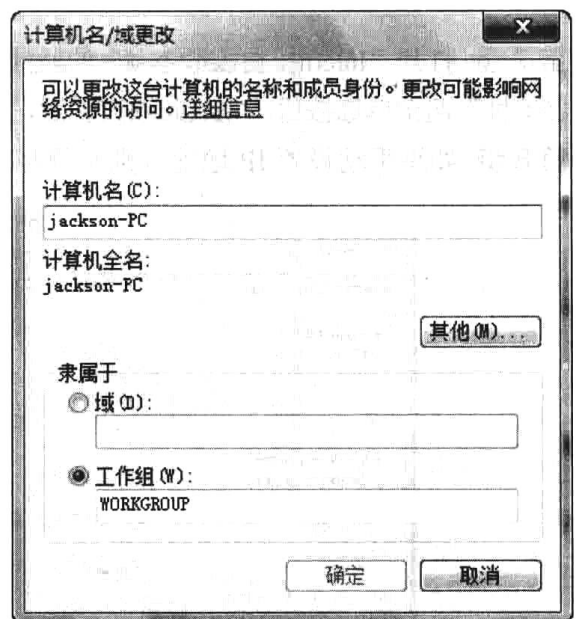 计算机名/域更改
可以更改这台计算机的名称和成员身份。更改可能影响网
络资源的访问。详细信息
计算机名(C):
jackson-PC
计算机全名:
jackson-PC
其他(M)...
隶属于
域(D):
工作组(W):
WORKGROUP
确定
取消